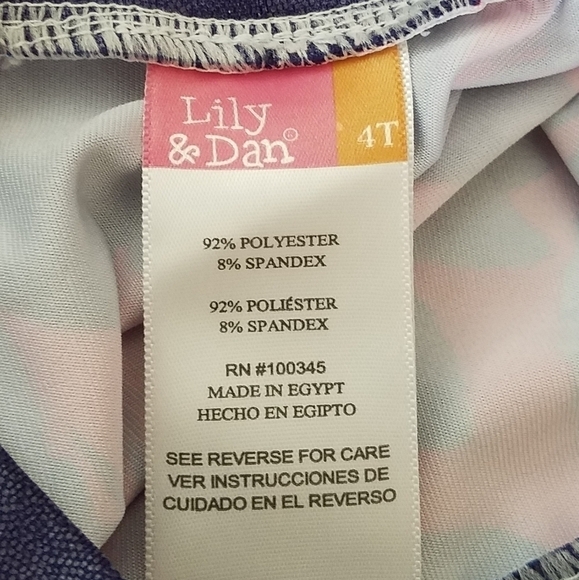 Lily
& Dan®
4T
92% POLYESTER
8% SPANDEX
92% POLIÉSTER
8% SPANDEX
RN #100345
MADE IN EGYPT
HECHO EN EGIPTO
SEE REVERSE FOR CARE
VER INSTRUCCIONES DE
CUIDADO EN EL REVERSO